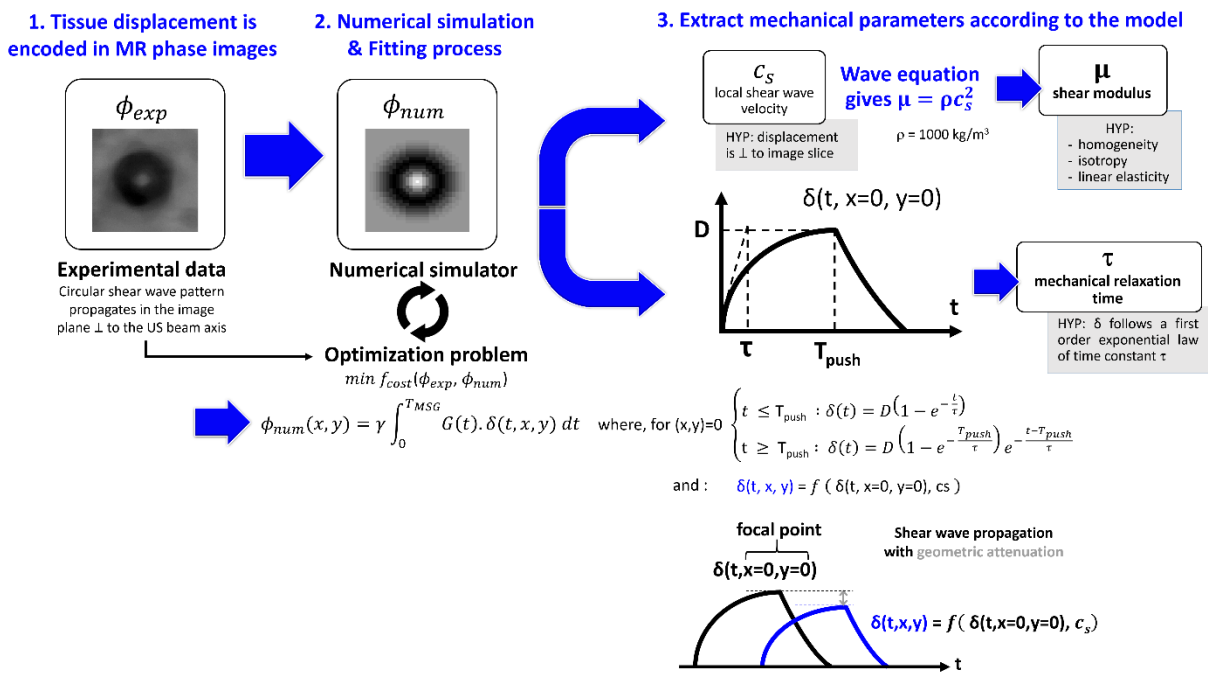 1. Tissue displacement is
encoded in MR phase images
ϕ_exp
Experimental data
Circular shear wave pattern
propagates in the image
plane ⊥ to the US beam axis
2. Numerical simulation
& Fitting process
ϕ_num
Numerical simulator
Optimization problem
min f_cost(ϕ_exp, ϕ_num)
3. Extract mechanical parameters according to the model
c_s
local shear wave
velocity
HYP: displacement
is ⊥ to image slice
Wave equation
gives μ = ρc_s^2
ρ = 1000 kg/m³
μ
shear modulus
HYP:
- homogeneity
- isotropy
- linear elasticity
δ(t, x=0, y=0)
D
t
τ
T_push
τ
mechanical relaxation
time
HYP: δ follows a first
order exponential law
of time constant τ
ϕ_num(x, y) = γ ∫_0^{T_MSG} G(t). δ(t, x, y) dt where, for (x,y)=0
t ≤ T_push : δ(t) = D(1 − e^{−t/τ})
t ≥ T_push : δ(t) = D(1 − e^{−T_push/τ}) e^{−(t−T_push)/τ}
and : δ(t, x, y) = f ( δ(t, x=0, y=0), cs )
focal point
δ(t,x=0,y=0)
Shear wave propagation
with geometric attenuation
δ(t,x,y) = f( δ(t,x=0,y=0), c_s)
t